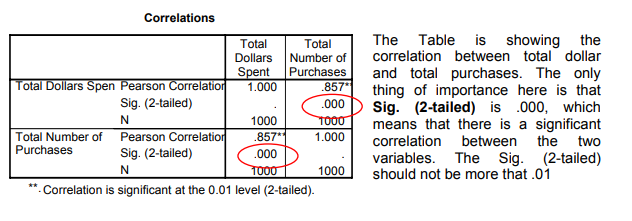 Correlations
Total Dollars Spent Total Number of Purchases
Total Dollars Spen Pearson Correlation 1.000 .857**
Sig. (2-tailed) . .000
N 1000 1000
Total Number of Purchases Pearson Correlation .857** 1.000
Sig. (2-tailed) .000 .
N 1000 1000
**. Correlation is significant at the 0.01 level (2-tailed).
The Table is showing the
correlation between total dollar
and total purchases. The only
thing of importance here is that
Sig. (2-tailed) is .000, which
means that there is a significant
correlation between the two
variables. The Sig. (2-tailed)
should not be more that .01